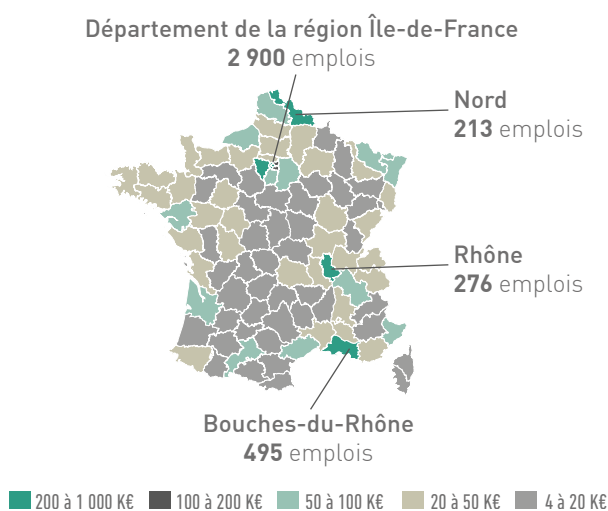 Département de la région Île-de-France
2 900 emplois
Nord
213 emplois
Rhône
276 emplois
Bouches-du-Rhône
495 emplois
200 à 1 000 K€ 100 à 200 K€ 50 à 100 K€ 20 à 50 K€ 4 à 20 K€